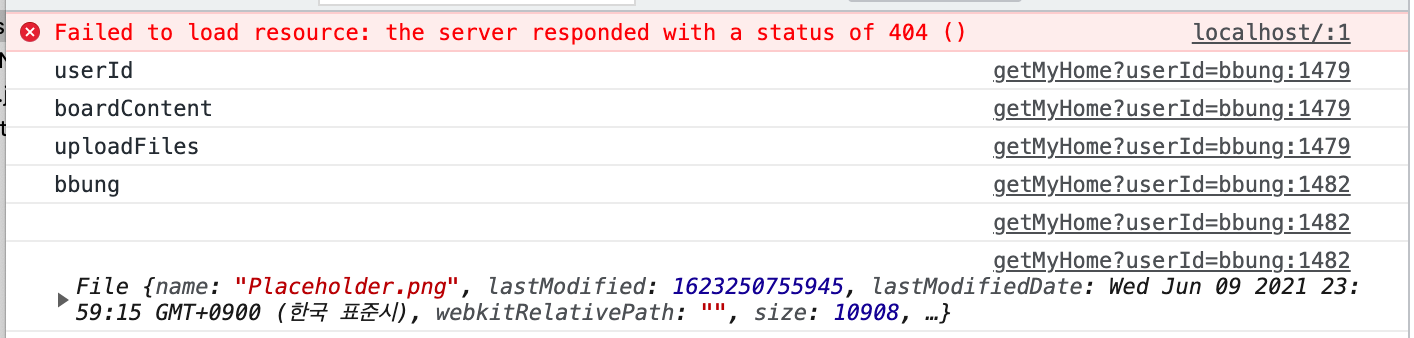 Failed to load resource: the server responded with a status of 404 () localhost/:1
userId getMyHome?userId=bbung:1479
boardContent getMyHome?userId=bbung:1479
uploadFiles getMyHome?userId=bbung:1479
bbung getMyHome?userId=bbung:1482
getMyHome?userId=bbung:1482
getMyHome?userId=bbung:1482
File {name: "Placeholder.png", lastModified: 1623250755945, lastModifiedDate: Wed Jun 09 2021 23:
59:15 GMT+0900 (한국 표준시), webkitRelativePath: "", size: 10908, …}